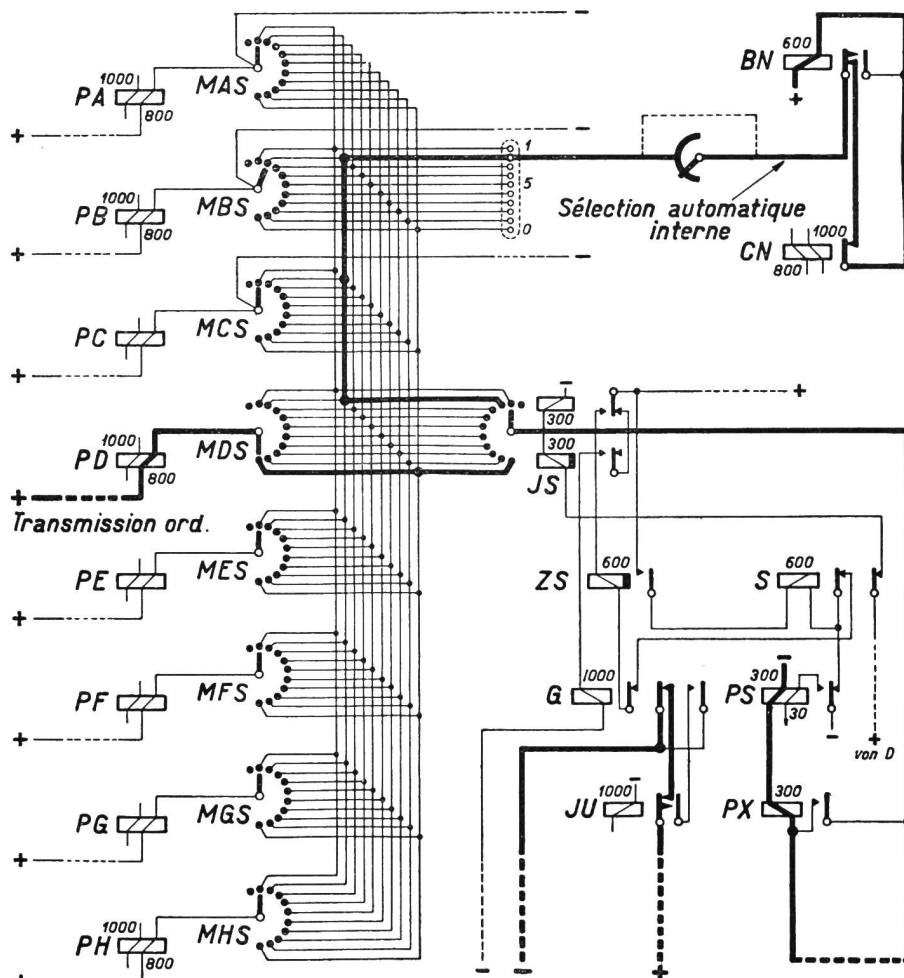 1000
PA
800
+
MAS
−
600
BN
+
1000
PB
800
+
MBS
−
1
5
0
Sélection automatique
interne
1000
CN
800
PC
+
MCS
−
1000
PD
800
+
Transmission ord.
MDS
−
300
300
JS
+
PE
+
MES
600
ZS
600
S
PF
+
MFS
1000
G
−
300
PS
30
−
+
von D
PG
+
MGS
1000
−
JU
300
PX
1000
PH
800
+
MHS
−
−
+